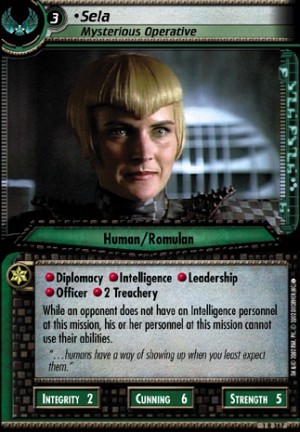 3
•Sela
Mysterious Operative
Human/Romulan
Diplomacy Intelligence Leadership
Officer 2 Treachery
While an opponent does not have an Intelligence personnel
at this mission, his or her personnel at this mission cannot
use their abilities.
"...humans have a way of showing up when you least expect
them."
INTEGRITY 2 CUNNING 6 STRENGTH 5